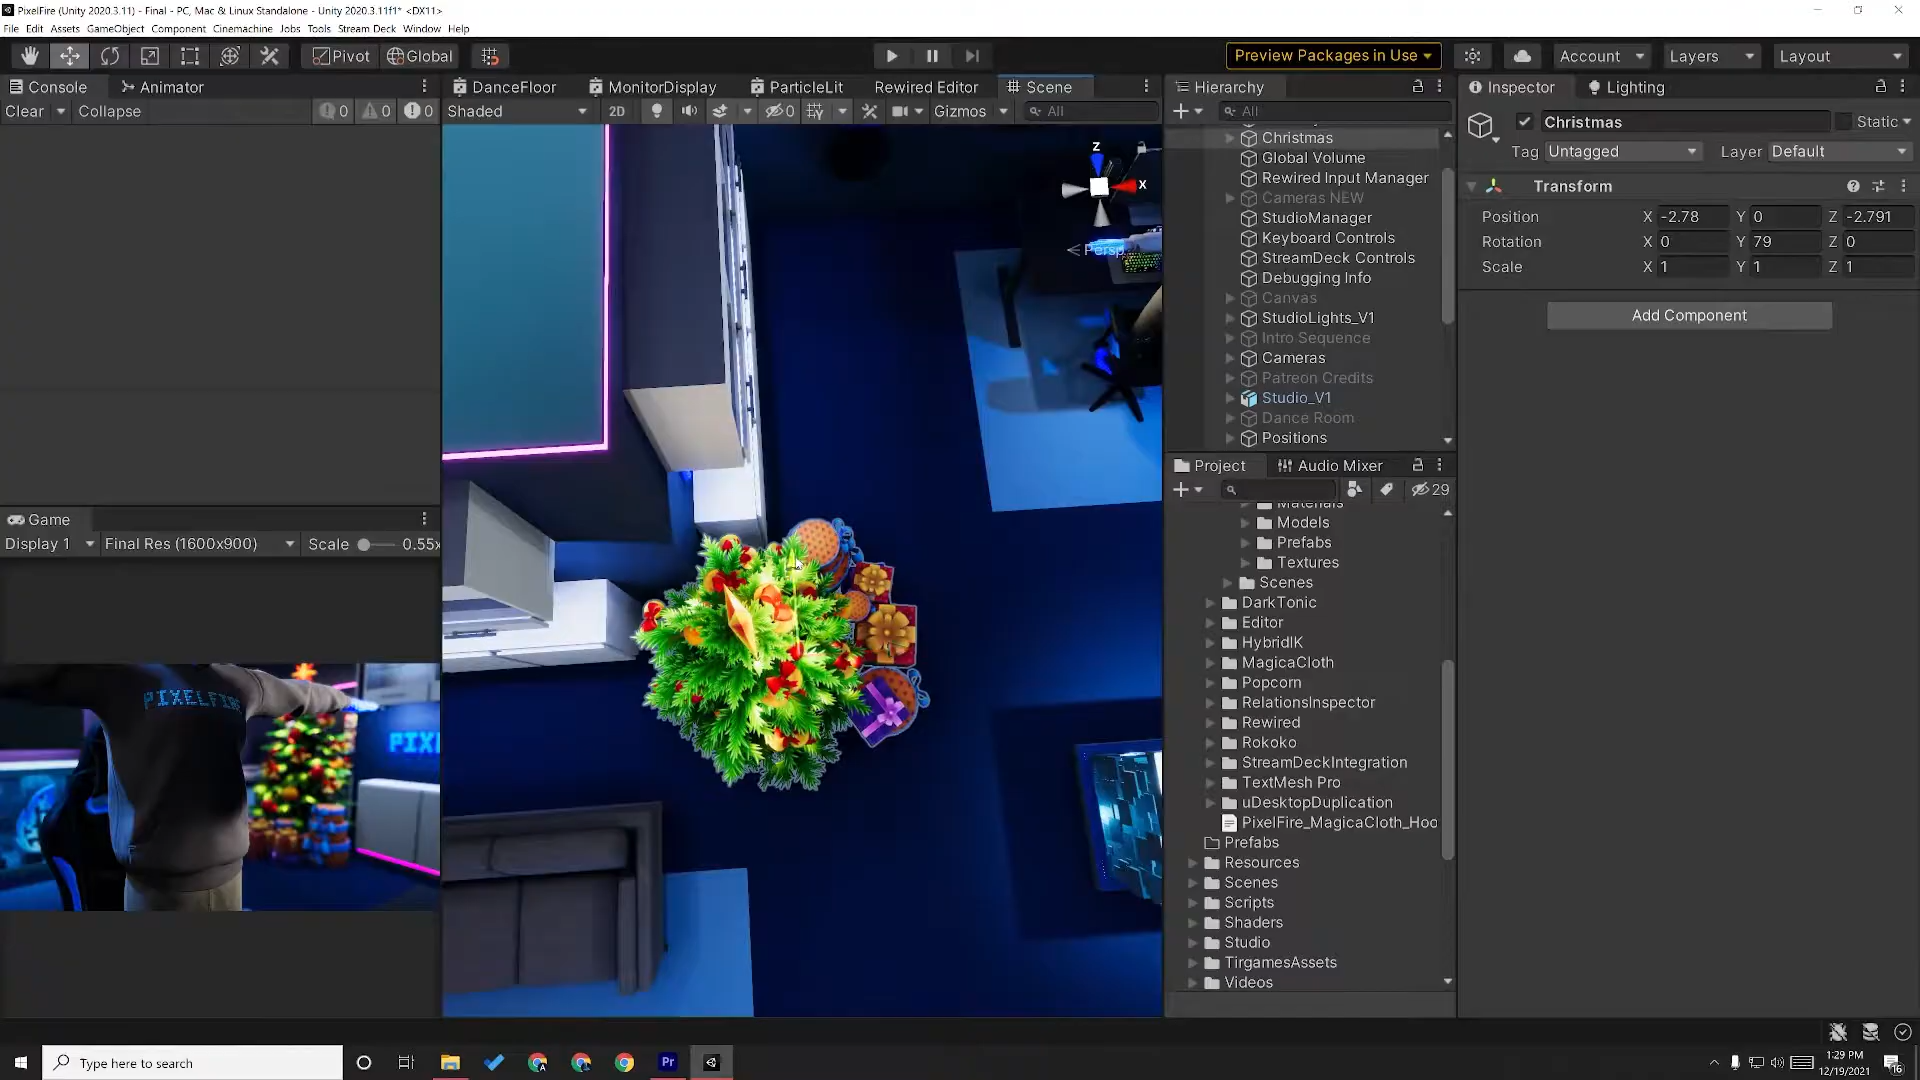 PixelFire (Unity 2020.3.11) - Final - PC, Mac & Linux Standalone - Unity 2020.3.11f1* <DX11>
File Edit Assets GameObject Component Cinemachine Jobs Tools Stream Deck Window Help
Pivot Global Preview Packages in Use Account Layers Layout
Console Animator
Clear Collapse 0 0 0
DanceFloor MonitorDisplay ParticleLit Rewired Editor Scene
Shaded 2D 0 Gizmos All
Z
X
Persp
Game
Display 1 Final Res (1600x900) Scale 0.55x
PIXELFIRE
PIX
Hierarchy
All
Christmas
Global Volume
Rewired Input Manager
Cameras NEW
StudioManager
Keyboard Controls
StreamDeck Controls
Debugging Info
Canvas
StudioLights_V1
Intro Sequence
Cameras
Patreon Credits
Studio_V1
Dance Room
Positions
Project Audio Mixer
29
Materials
Models
Prefabs
Textures
Scenes
DarkTonic
Editor
HybridIK
MagicaCloth
Popcorn
RelationsInspector
Rewired
Rokoko
StreamDeckIntegration
TextMesh Pro
uDesktopDuplication
PixelFire_MagicaCloth_Hoo
Prefabs
Resources
Scenes
Scripts
Shaders
Studio
TirgamesAssets
Videos
Inspector Lighting
Christmas Static
Tag Untagged Layer Default
Transform
Position X -2.78 Y 0 Z -2.791
Rotation X 0 Y 79 Z 0
Scale X 1 Y 1 Z 1
Add Component
Type here to search
Pr
1:29 PM
12/19/2021
16